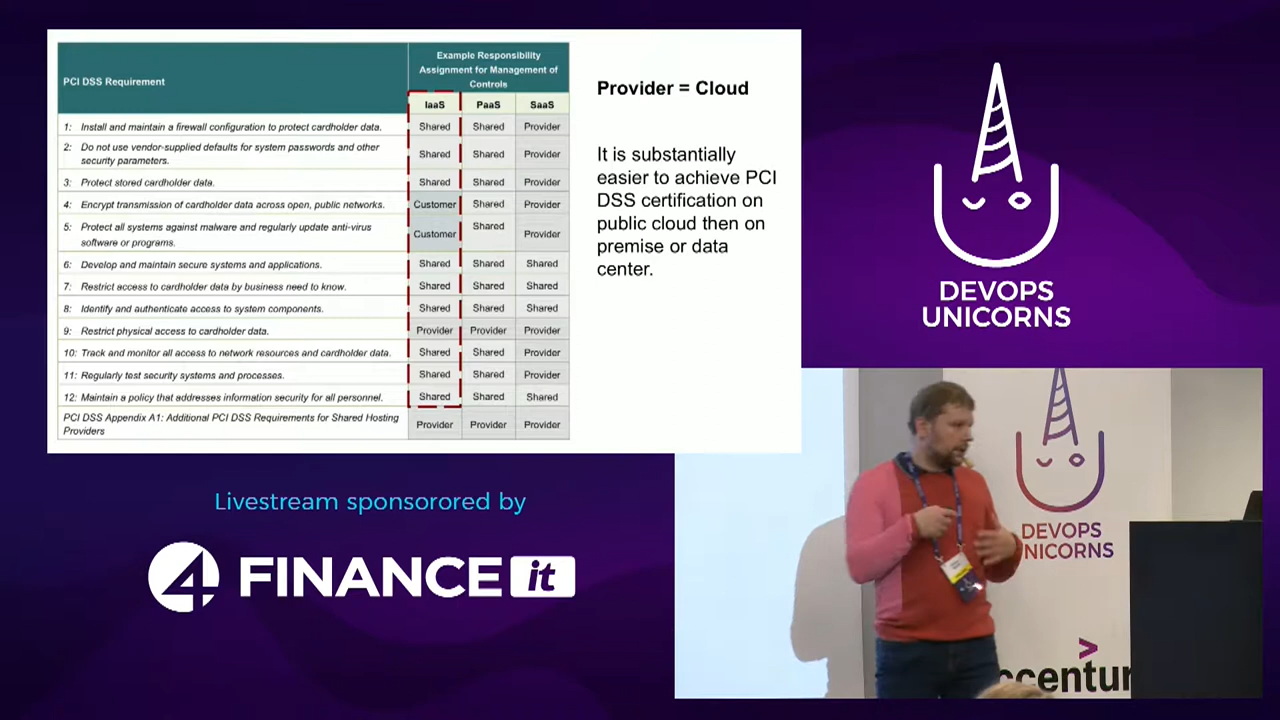 PCI DSS Requirement
Example Responsibility
Assignment for Management of
Controls
IaaS PaaS SaaS
1: Install and maintain a firewall configuration to protect cardholder data. Shared Shared Provider
2: Do not use vendor-supplied defaults for system passwords and other
security parameters. Shared Shared Provider
3: Protect stored cardholder data. Shared Shared Provider
4: Encrypt transmission of cardholder data across open, public networks. Customer Shared Provider
5: Protect all systems against malware and regularly update anti-virus
software or programs. Customer Shared Provider
6: Develop and maintain secure systems and applications. Shared Shared Shared
7: Restrict access to cardholder data by business need to know. Shared Shared Shared
8: Identify and authenticate access to system components. Shared Shared Shared
9: Restrict physical access to cardholder data. Provider Provider Provider
10: Track and monitor all access to network resources and cardholder data. Shared Shared Provider
11: Regularly test security systems and processes. Shared Shared Provider
12: Maintain a policy that addresses information security for all personnel. Shared Shared Shared
PCI DSS Appendix A1: Additional PCI DSS Requirements for Shared Hosting
Providers Provider Provider Provider
Provider = Cloud
It is substantially
easier to achieve PCI
DSS certification on
public cloud then on
premise or data
center.
DEVOPS
UNICORNS
Livestream sponsorored by
4FINANCE it
DEVOPS
NICORNS
ccentur